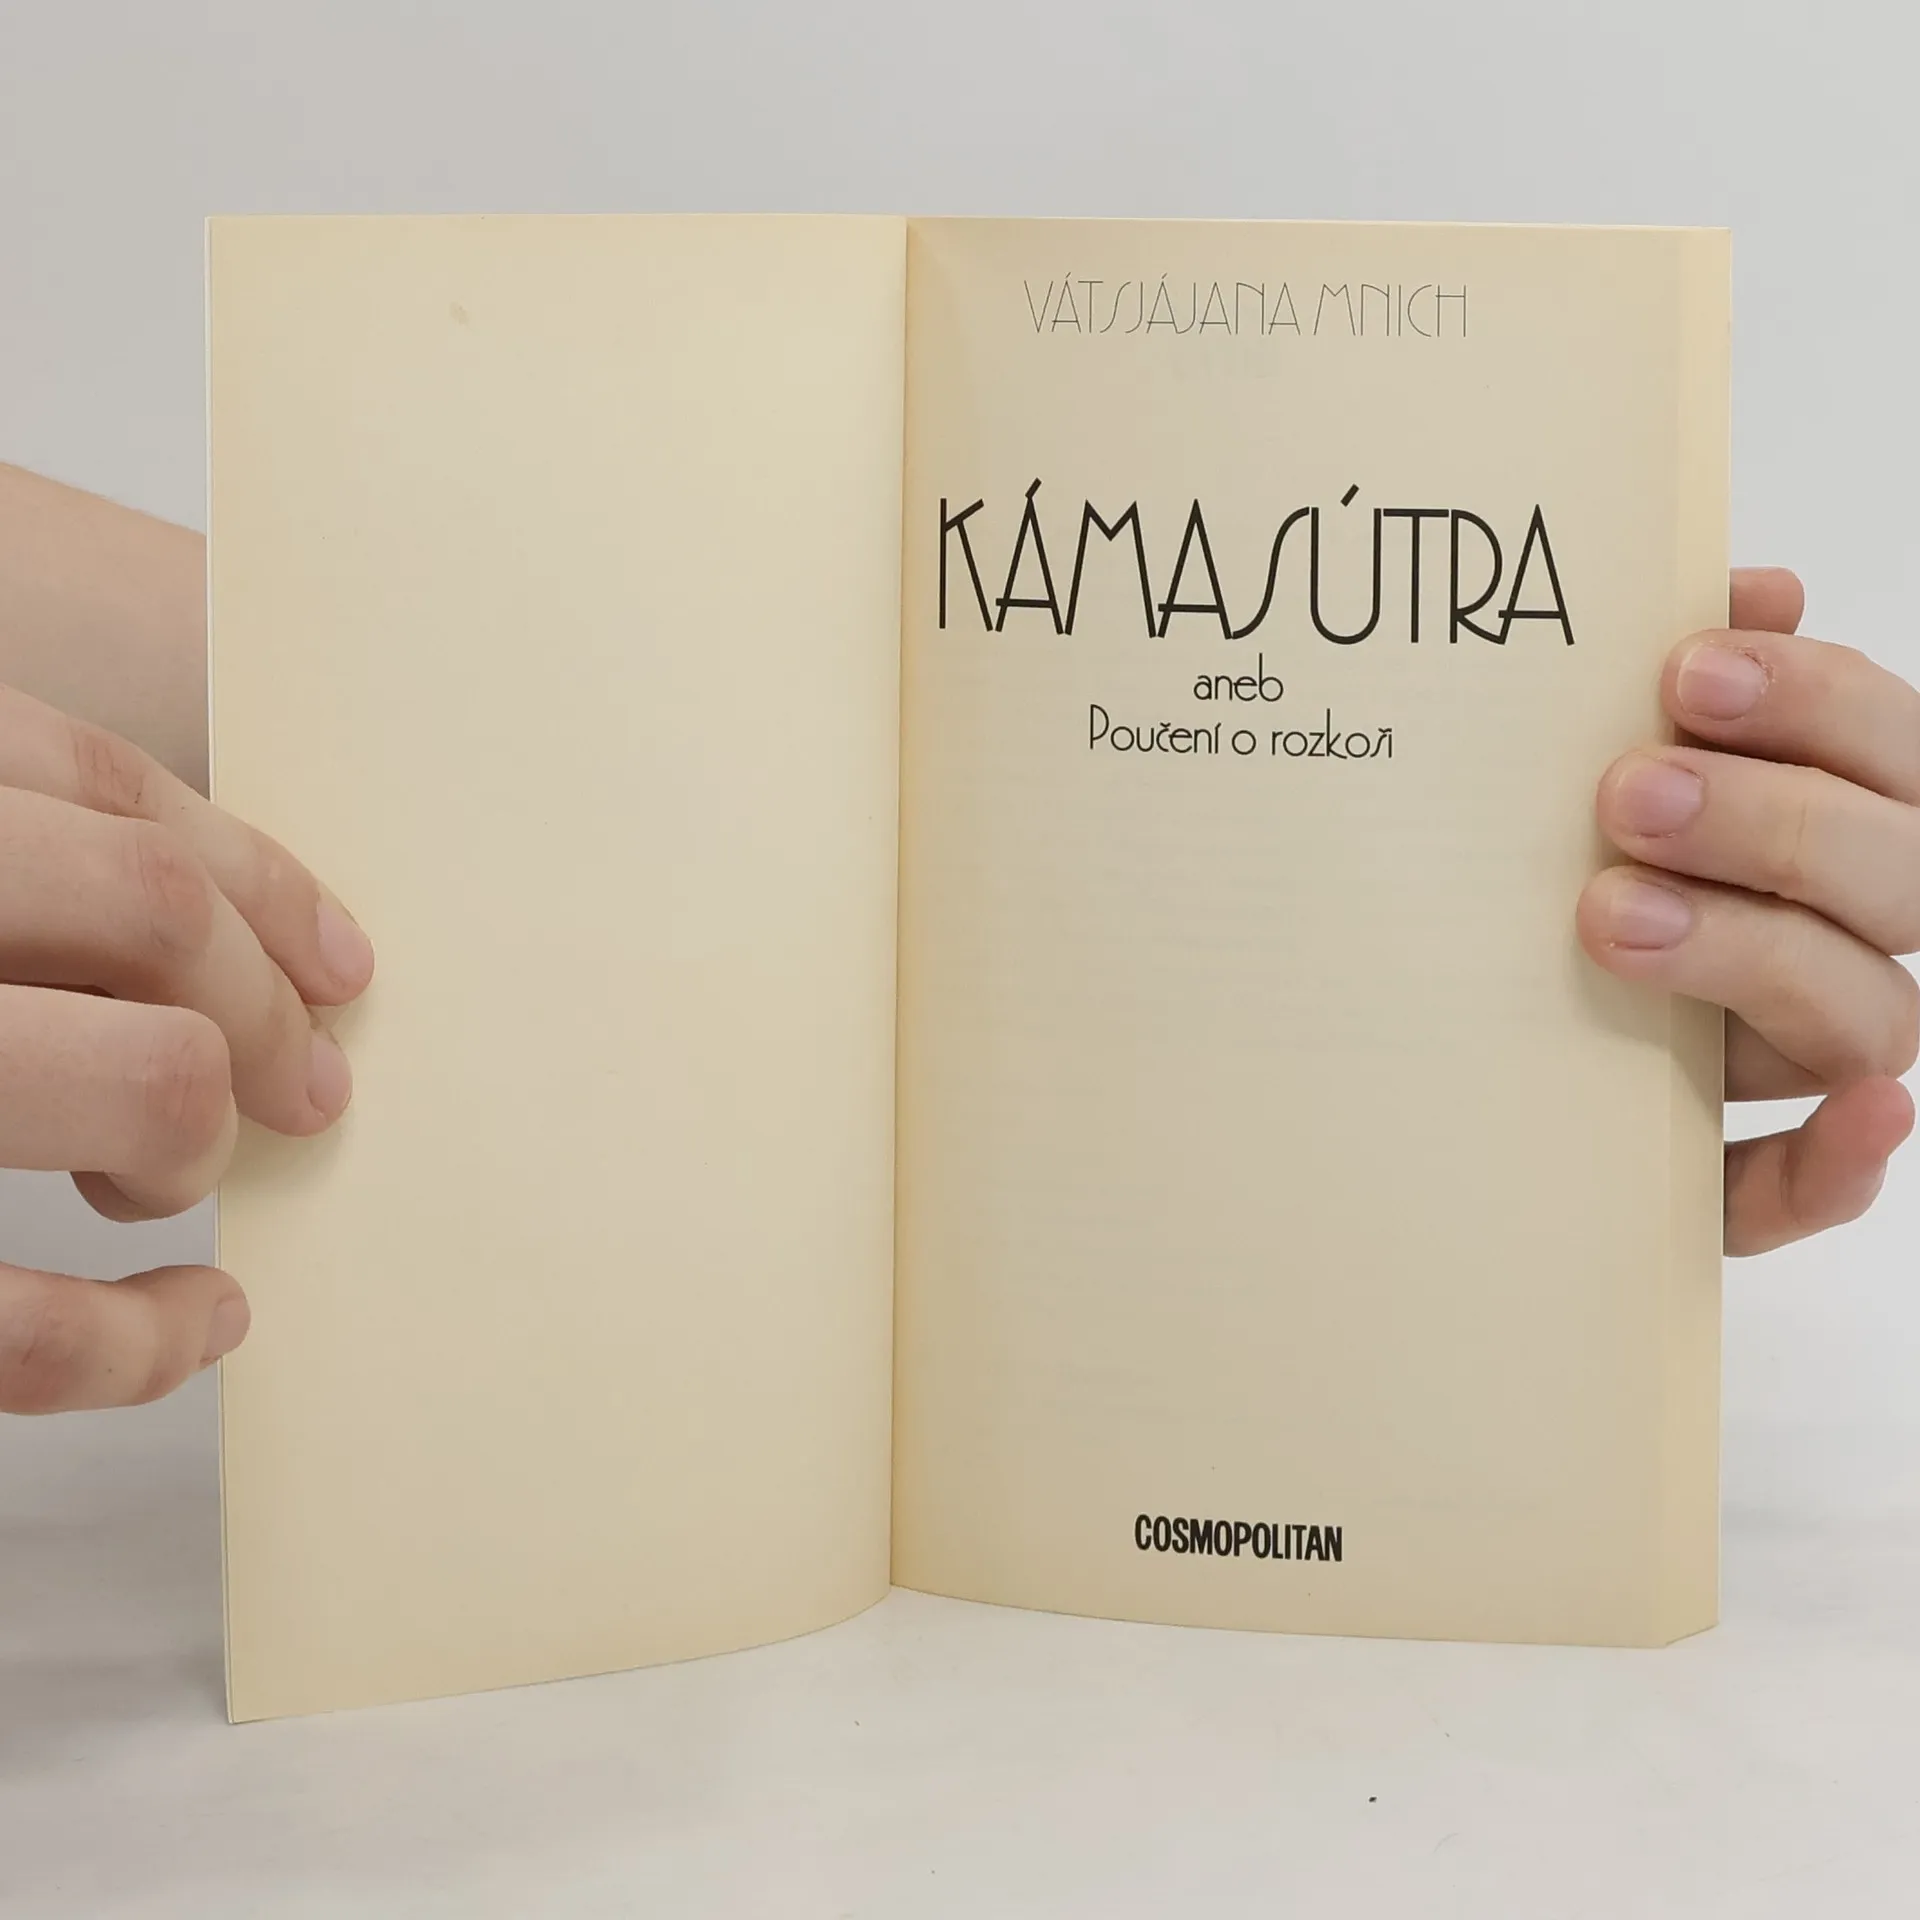 VÁTSJÁJANA MNICH
KÁMASÚTRA
aneb
Poučení o rozkoši
COSMOPOLITAN